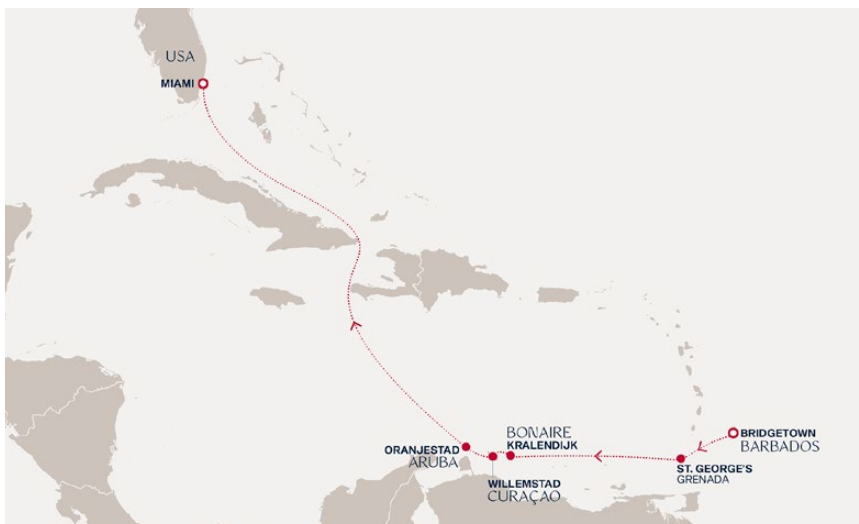 USA
MIAMI
BONAIRE
KRALENDIJK
ORANJESTAD
ARUBA
WILLEMSTAD
CURAÇAO
BRIDGETOWN
BARBADOS
ST. GEORGE'S
GRENADA